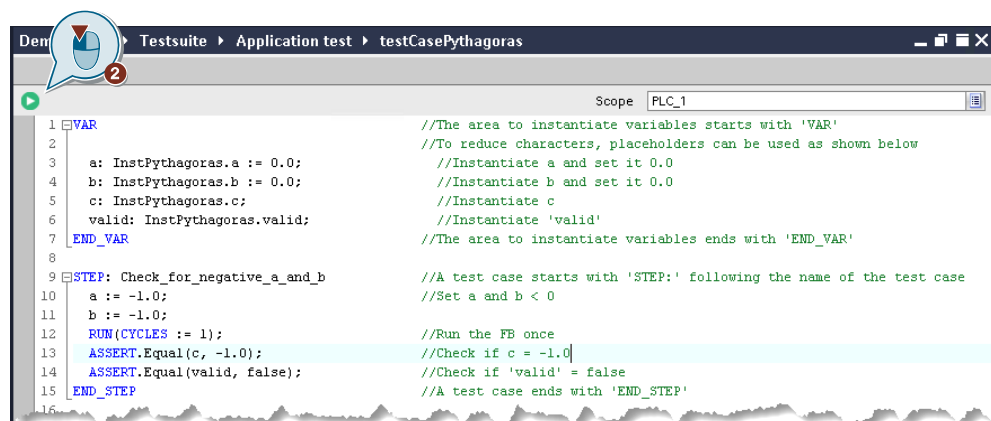 Dem Testsuite Application test testCasePythagoras
2
Scope PLC_1
1 VAR //The area to instantiate variables starts with 'VAR'
2 //To reduce characters, placeholders can be used as shown below
3 a: InstPythagoras.a := 0.0; //Instantiate a and set it 0.0
4 b: InstPythagoras.b := 0.0; //Instantiate b and set it 0.0
5 c: InstPythagoras.c; //Instantiate c
6 valid: InstPythagoras.valid; //Instantiate 'valid'
7 END_VAR //The area to instantiate variables ends with 'END_VAR'
8
9 STEP: Check_for_negative_a_and_b //A test case starts with 'STEP:' following the name of the test case
10 a := -1.0; //Set a and b < 0
11 b := -1.0;
12 RUN(CYCLES := 1); //Run the FB once
13 ASSERT.Equal(c, -1.0); //Check if c = -1.0
14 ASSERT.Equal(valid, false); //Check if 'valid' = false
15 END_STEP //A test case ends with 'END_STEP'
16